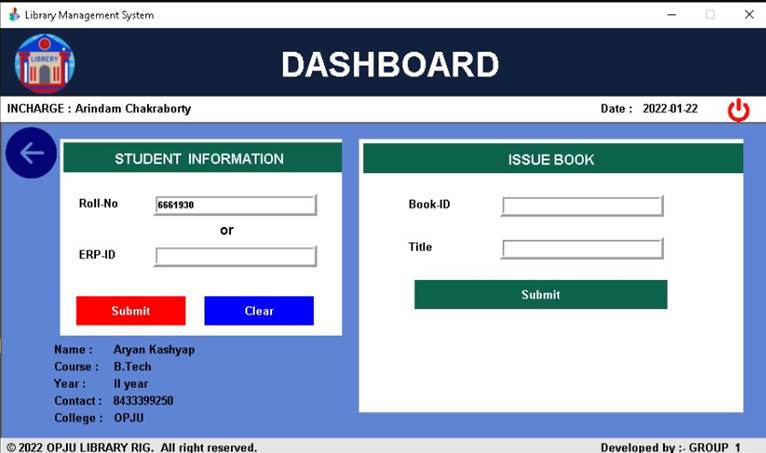 Library Management System
LIBRERY
DASHBOARD
INCHARGE : Arindam Chakraborty
Date : 2022-01-22
STUDENT INFORMATION
Roll-No 6661930
or
ERP-ID
Submit Clear
Name : Aryan Kashyap
Course : B.Tech
Year : II year
Contact : 8433399250
College : OPJU
ISSUE BOOK
Book-ID
Title
Submit
© 2022 OPJU LIBRARY RIG. All right reserved.
Developed by :- GROUP 1